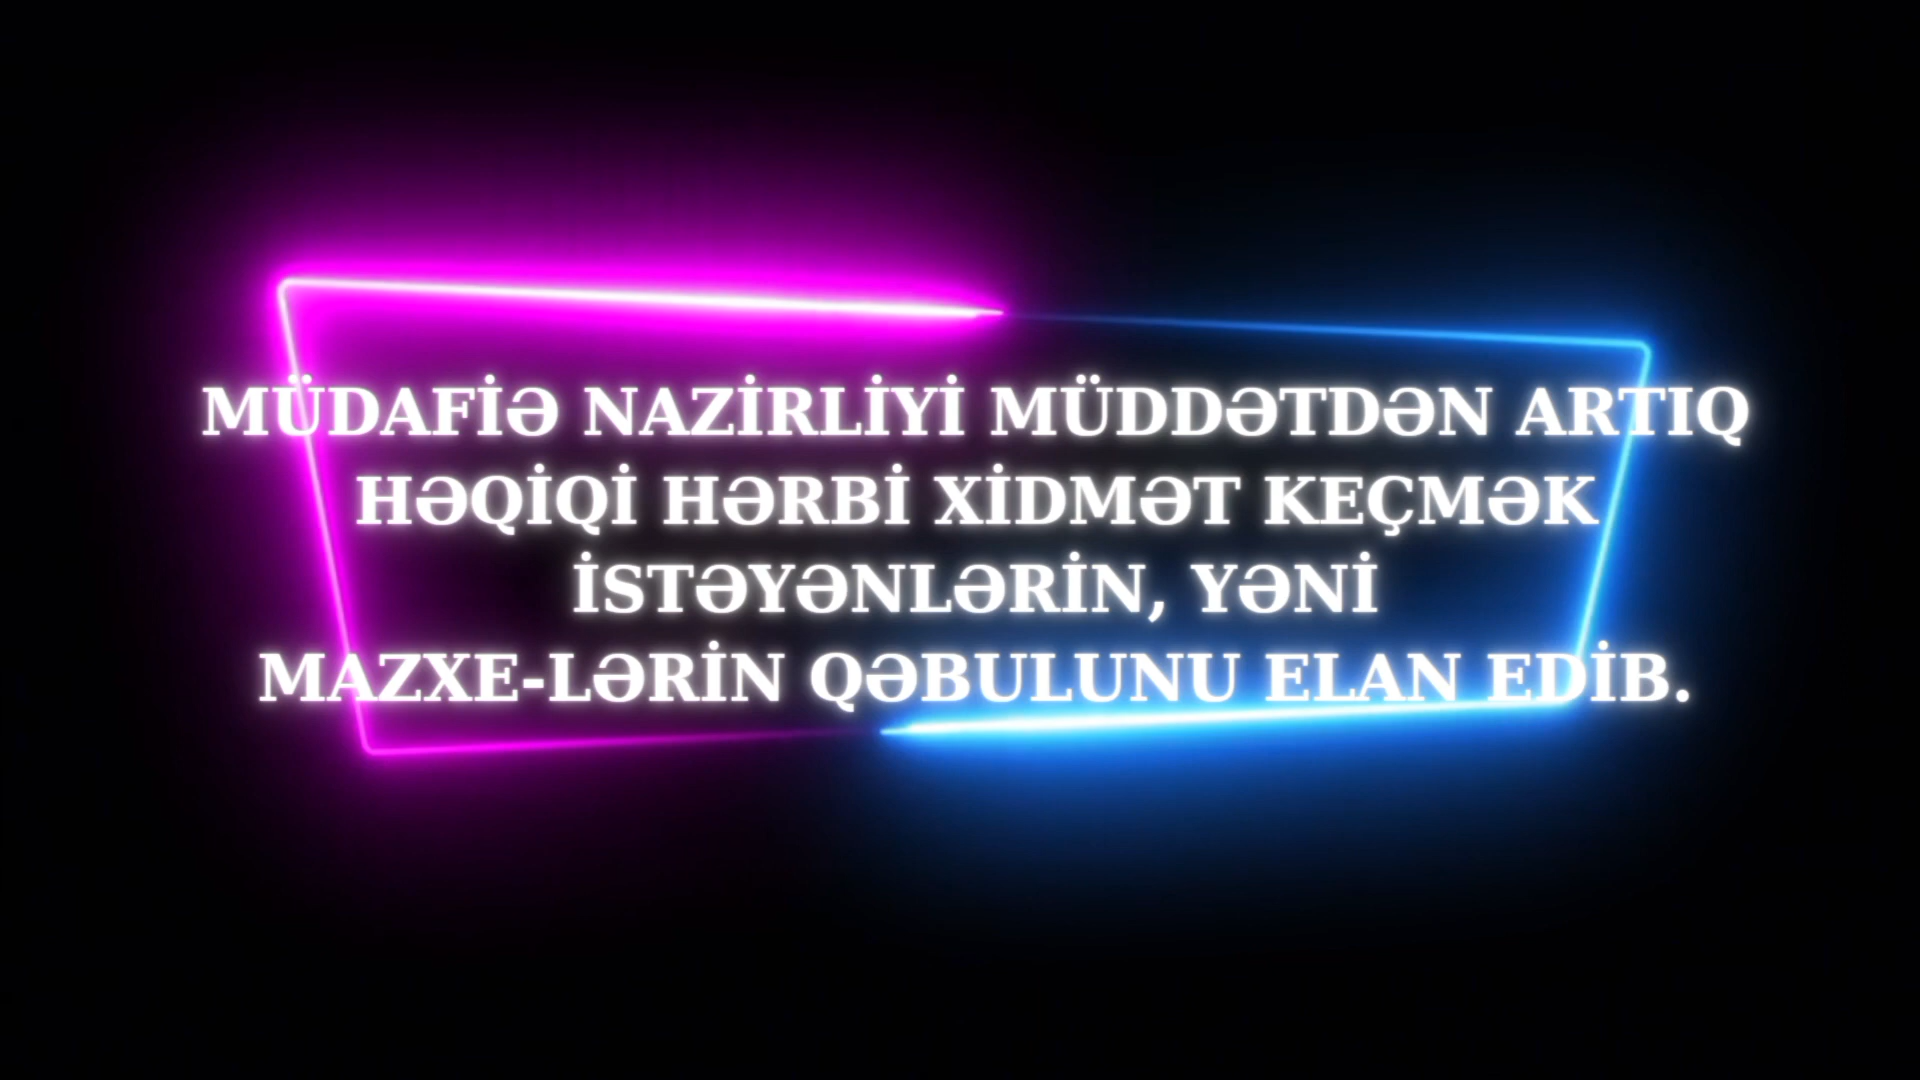 MÜDAFİƏ NAZİRLİYİ MÜDDƏTDƏN ARTIQ
HƏQİQİ HƏRBİ XİDMƏT KEÇMƏK
İSTƏYƏNLƏRİN, YƏNİ
MAZXE-LƏRİN QƏBULUNU ELAN EDİB.